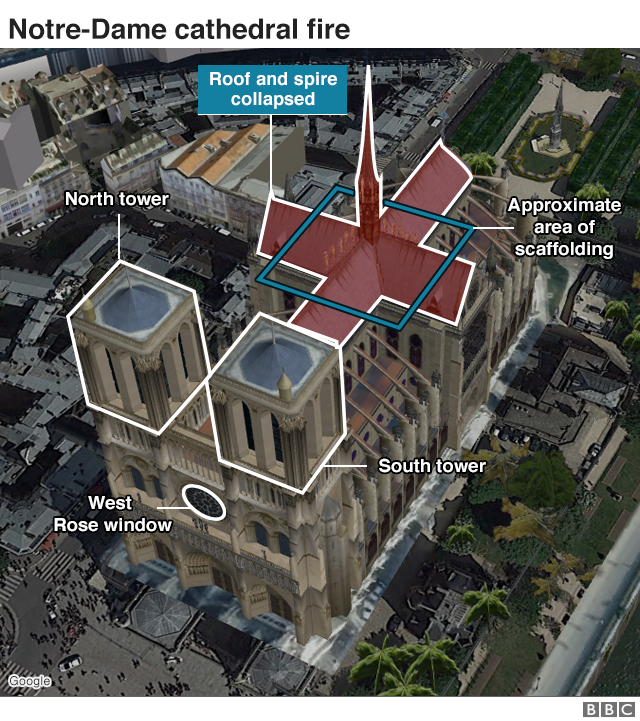 Notre-Dame cathedral fire
Roof and spire
collapsed
North tower
Approximate
area of
scaffolding
South tower
West
Rose window
Google
BBC